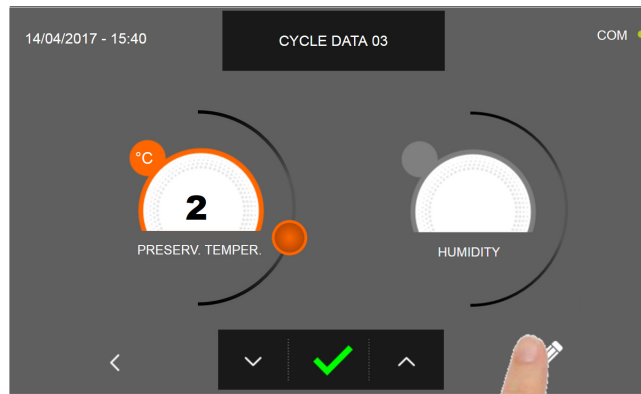 14/04/2017 - 15:40
CYCLE DATA 03
COM
°C
2
PRESERV. TEMPER.
HUMIDITY